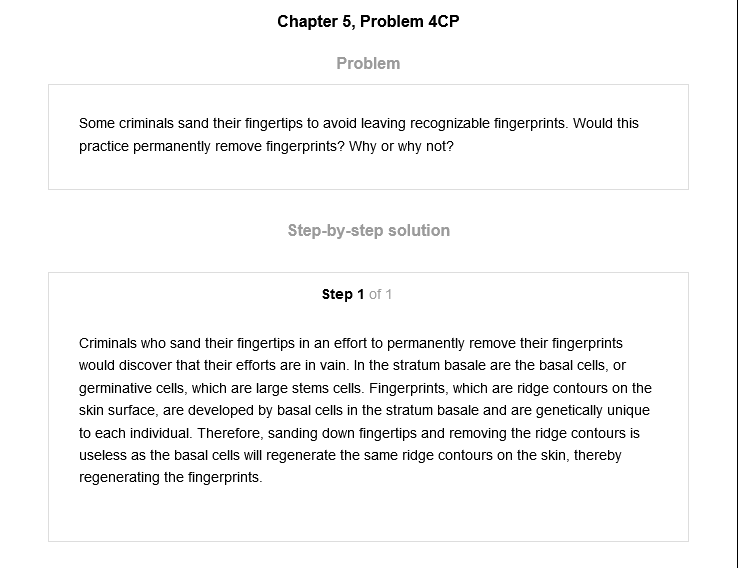 Chapter 5, Problem 4CP
Problem
Some criminals sand their fingertips to avoid leaving recognizable fingerprints. Would this
practice permanently remove fingerprints? Why or why not?
Step-by-step solution
Step 1 of 1
Criminals who sand their fingertips in an effort to permanently remove their fingerprints
would discover that their efforts are in vain. In the stratum basale are the basal cells, or
germinative cells, which are large stems cells. Fingerprints, which are ridge contours on the
skin surface, are developed by basal cells in the stratum basale and are genetically unique
to each individual. Therefore, sanding down fingertips and removing the ridge contours is
useless as the basal cells will regenerate the same ridge contours on the skin, thereby
regenerating the fingerprints.